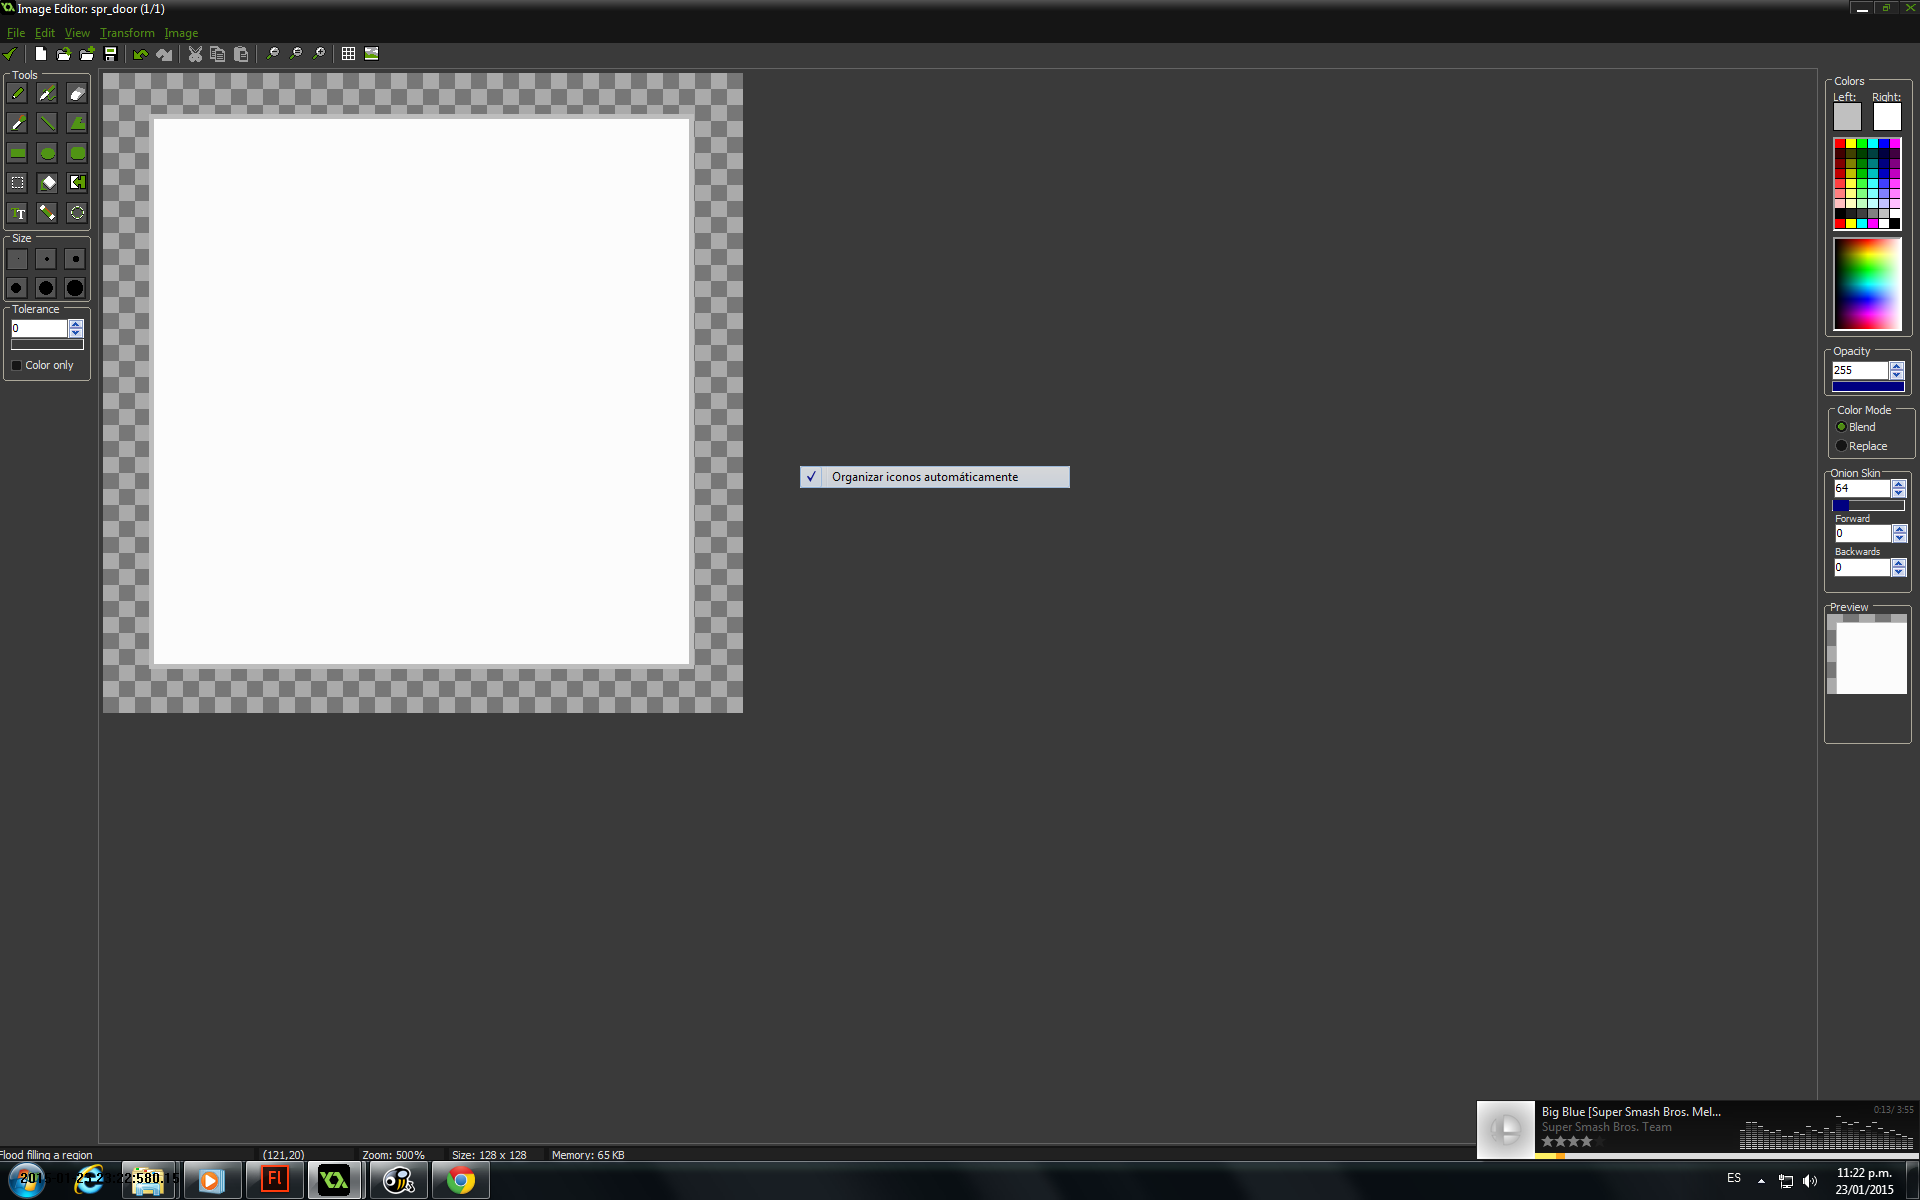 Image Editor: spr_door (1/1)
File Edit View Transform Image
Tools
TT
Size
Tolerance
0
Color only
Colors
Left: Right:
Opacity
255
Color Mode
Blend
Replace
Onion Skin
64
Forward
0
Backwards
0
Preview
✓ Organizar iconos automáticamente
Big Blue [Super Smash Bros. Mel...
0:13/ 3:55
Super Smash Bros. Team
Flood filling a region (121,20) Zoom: 500% Size: 128 x 128 Memory: 65 KB
Fl
ES
11:22 p.m.
23/01/2015